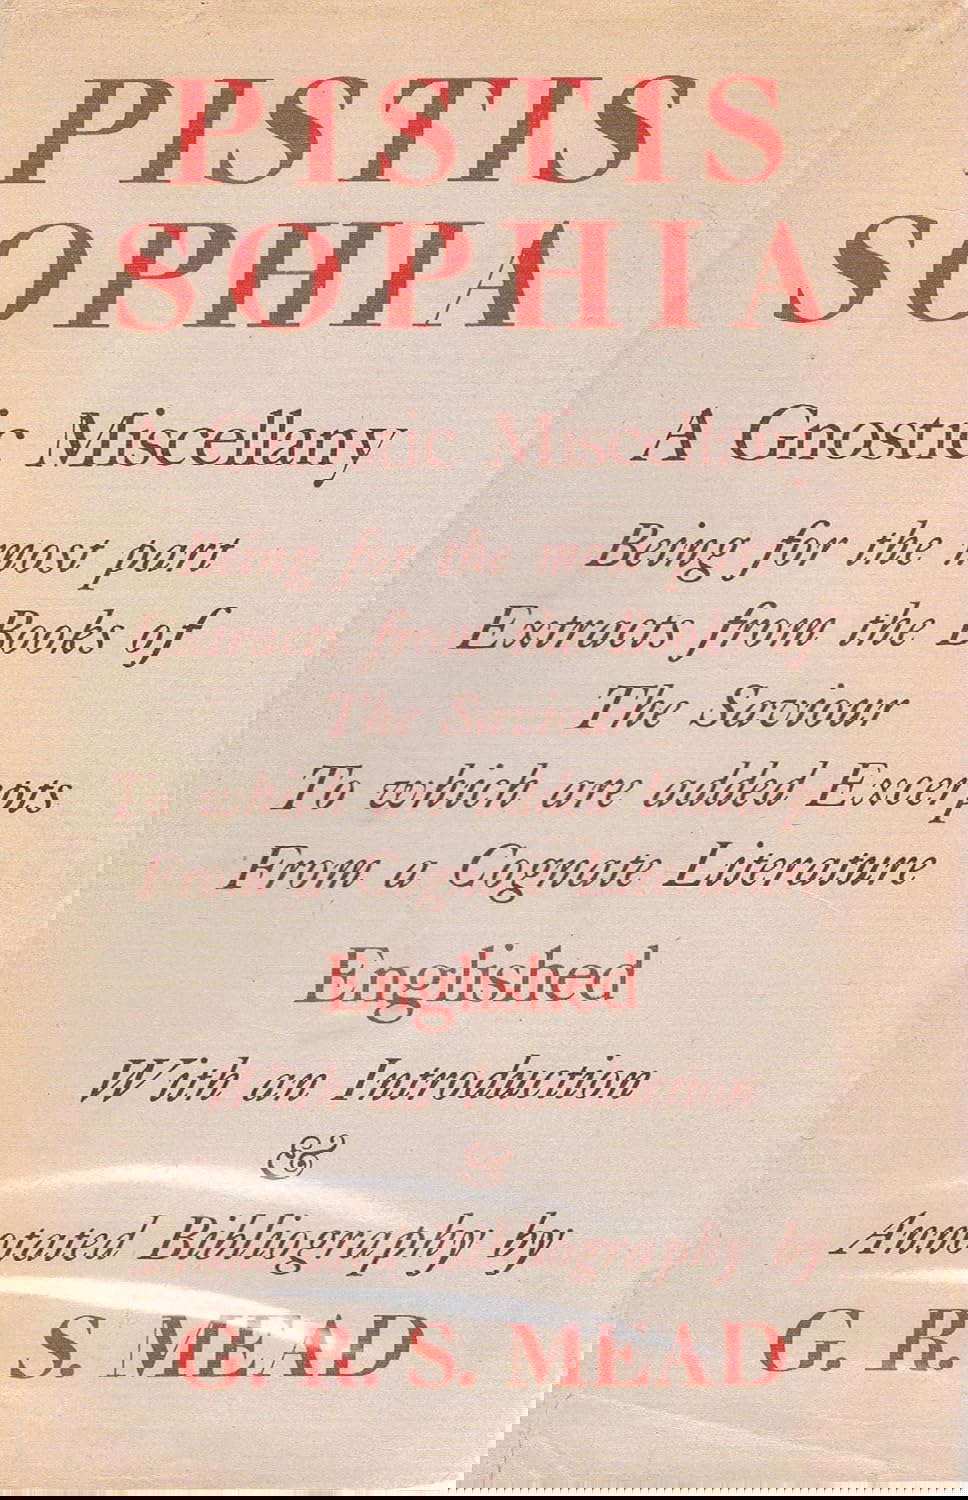 PISTIS
SOPHIA
A Gnostic Miscellany
Being for the most part
Extracts from the Books of
The Saviour
To which are added Excerpts
From a Cognate Literature
Englished
With an Introduction
&
Annotated Bibliography by
G. R. S. MEAD